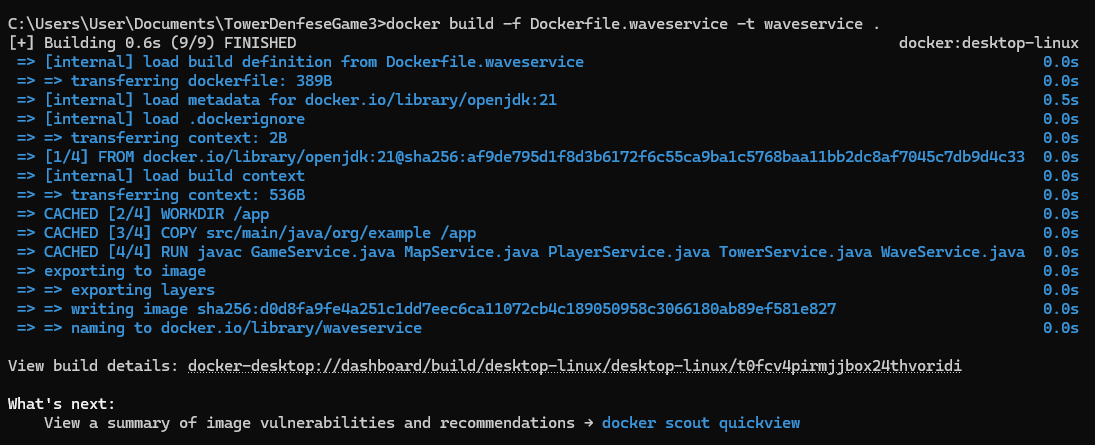 C:\Users\User\Documents\TowerDenfeseGame3>docker build -f Dockerfile.waveservice -t waveservice .
[+] Building 0.6s (9/9) FINISHED docker:desktop-linux
=> [internal] load build definition from Dockerfile.waveservice 0.0s
=> => transferring dockerfile: 389B 0.0s
=> [internal] load metadata for docker.io/library/openjdk:21 0.5s
=> [internal] load .dockerignore 0.0s
=> => transferring context: 2B 0.0s
=> [1/4] FROM docker.io/library/openjdk:21@sha256:af9de795d1f8d3b6172f6c55ca9ba1c5768baa11bb2dc8af7045c7db9d4c33 0.0s
=> [internal] load build context 0.0s
=> => transferring context: 536B 0.0s
=> CACHED [2/4] WORKDIR /app 0.0s
=> CACHED [3/4] COPY src/main/java/org/example /app 0.0s
=> CACHED [4/4] RUN javac GameService.java MapService.java PlayerService.java TowerService.java WaveService.java 0.0s
=> exporting to image 0.0s
=> => exporting layers 0.0s
=> => writing image sha256:d0d8fa9fe4a251c1dd7eec6ca11072cb4c189050958c3066180ab89ef581e827 0.0s
=> => naming to docker.io/library/waveservice 0.0s
View build details: docker-desktop://dashboard/build/desktop-linux/desktop-linux/t0fcv4pirmjjbox24thvoridi
What's next:
View a summary of image vulnerabilities and recommendations → docker scout quickview